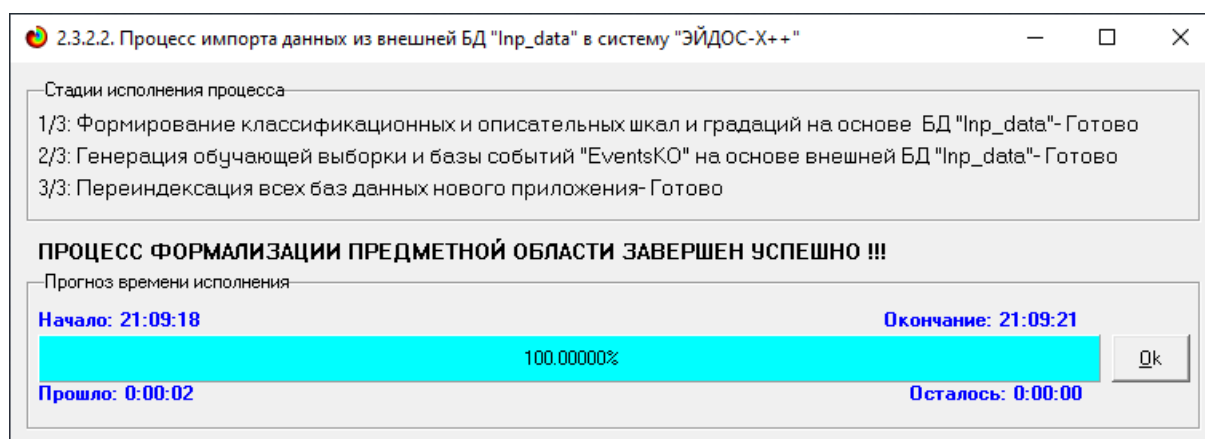 2.3.2.2. Процесс импорта данных из внешней БД "Inp_data" в систему "ЭЙДОС-X++"
Стадии исполнения процесса
1/3: Формирование классификационных и описательных шкал и градаций на основе  БД "Inp_data"- Готово
2/3: Генерация обучающей выборки и базы событий "EventsKO" на основе внешней БД "Inp_data"- Готово
3/3: Переиндексация всех баз данных нового приложения- Готово
ПРОЦЕСС ФОРМАЛИЗАЦИИ ПРЕДМЕТНОЙ ОБЛАСТИ ЗАВЕРШЕН УСПЕШНО !!!
Прогноз времени исполнения
Начало: 21:09:18 Окончание: 21:09:21
100.00000% Ok
Прошло: 0:00:02 Осталось: 0:00:00